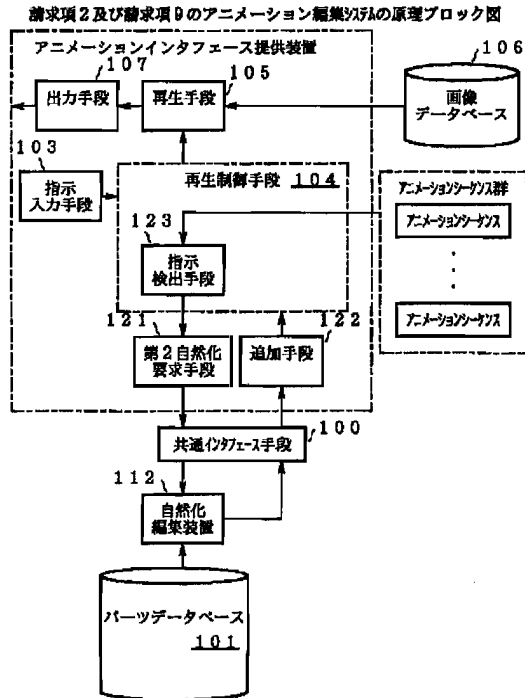 請求項2及び請求項9のアニメーション編集システムの原理ブロック図
アニメーションインタフェース提供装置
107
105
106
出力手段
再生手段
画像
データベース
103
指示
入力手段
再生制御手段 104
アニメーションシーケンス群
アニメーションシーケンス
・
・
・
アニメーションシーケンス
123
指示
検出手段
121
122
第2自然化
要求手段
追加手段
100
共通インタフェース手段
112
自然化
編集装置
パーツデータベース
101